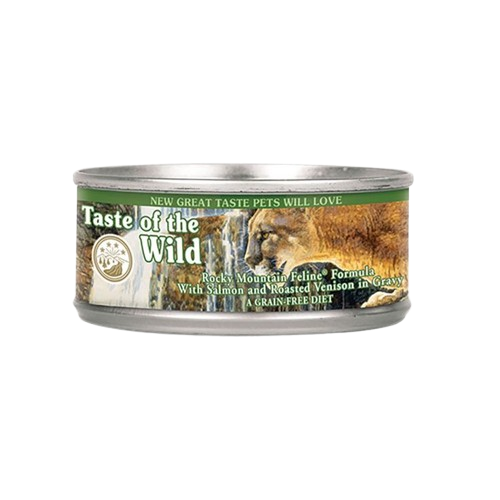 NEW GREAT TASTE PETS WILL LOVE
Taste of the
Wild
Rocky Mountain Feline® Formula
With Salmon and Roasted Venison in Gravy
A GRAIN-FREE DIET